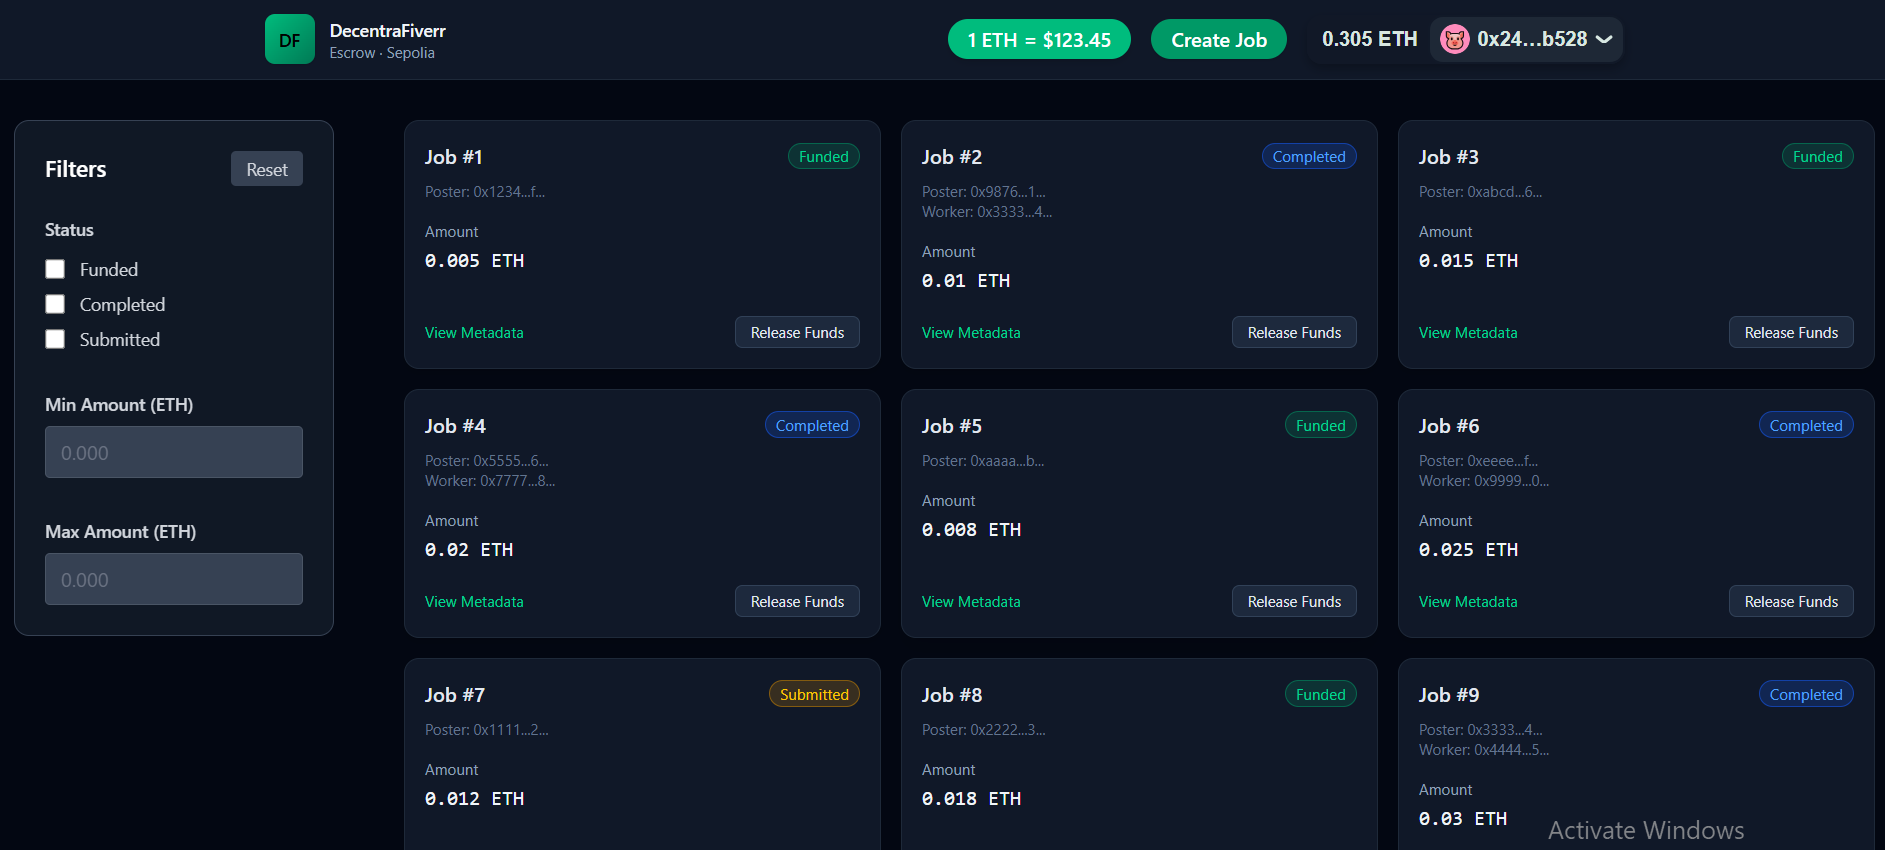 DF
DecentraFiverr
Escrow · Sepolia
1 ETH = $123.45
Create Job
0.305 ETH
0x24...b528
Filters
Reset
Status
Funded
Completed
Submitted
Min Amount (ETH)
0.000
Max Amount (ETH)
0.000
Job #1
Funded
Poster: 0x1234...f...
Amount
0.005 ETH
View Metadata
Release Funds
Job #2
Completed
Poster: 0x9876...1...
Worker: 0x3333...4...
Amount
0.01 ETH
View Metadata
Release Funds
Job #3
Funded
Poster: 0xabcd...6...
Amount
0.015 ETH
View Metadata
Release Funds
Job #4
Completed
Poster: 0x5555...6...
Worker: 0x7777...8...
Amount
0.02 ETH
View Metadata
Release Funds
Job #5
Funded
Poster: 0xaaaa...b...
Amount
0.008 ETH
View Metadata
Release Funds
Job #6
Completed
Poster: 0xeeee...f...
Worker: 0x9999...0...
Amount
0.025 ETH
View Metadata
Release Funds
Job #7
Submitted
Poster: 0x1111...2...
Amount
0.012 ETH
Job #8
Funded
Poster: 0x2222...3...
Amount
0.018 ETH
Job #9
Completed
Poster: 0x3333...4...
Worker: 0x4444...5...
Amount
0.03 ETH
Activate Windows